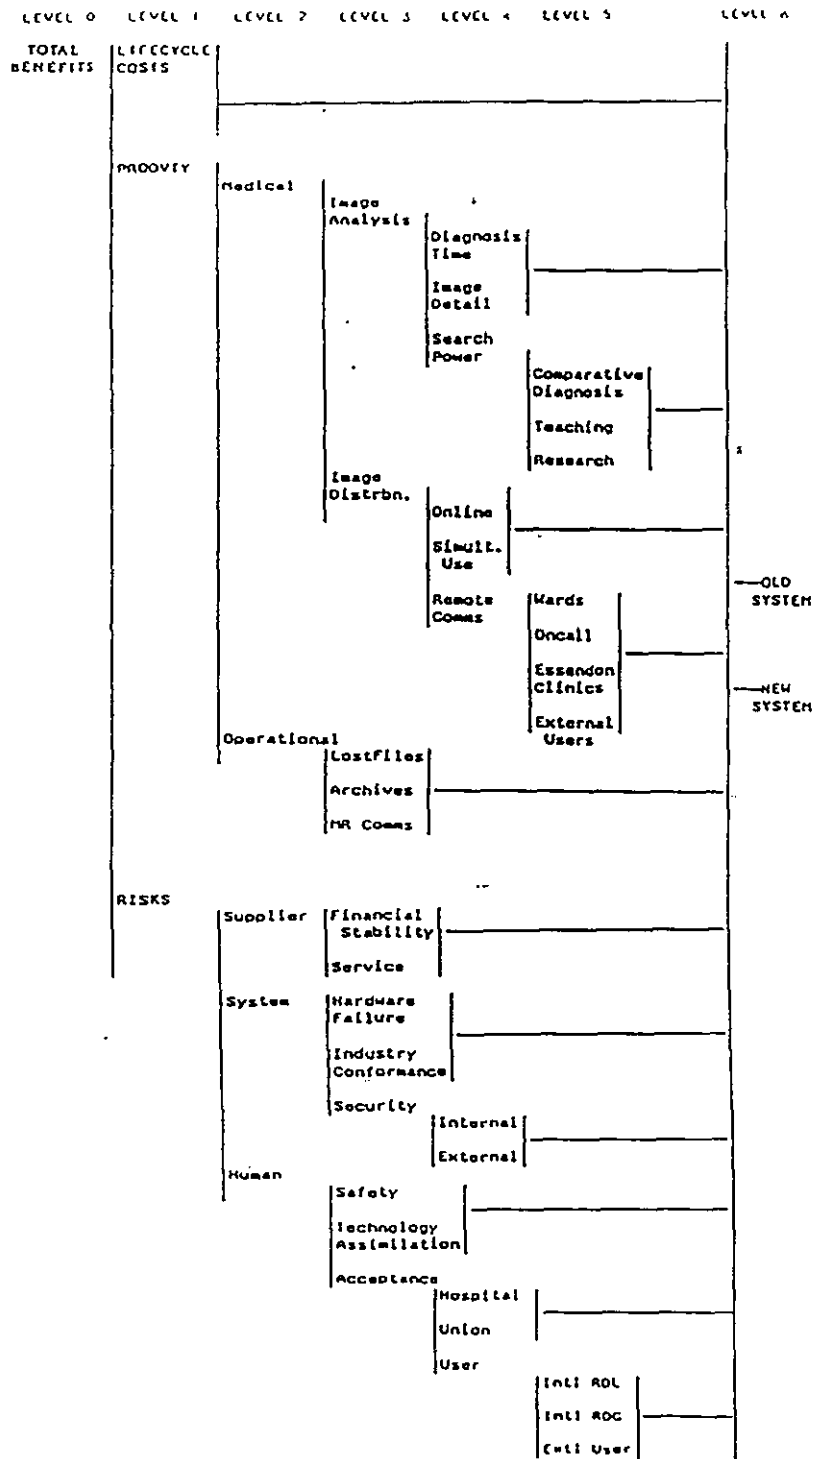 LEVEL 0 LEVEL 1 LEVEL 2 LEVEL 3 LEVEL 4 LEVEL 5 LEVEL 6
TOTAL LIFECYCLE
BENEFITS COSTS
PRODVTY
Medical
Image
Analysis
Diagnosis
Time
Image
Detail
Search
Power
Comparative
Diagnosis
Teaching
Research
Image
Distrbn.
Online
Simult.
Use
OLD
SYSTEM
Remote Wards
Comms
Oncall
Essendon
Clinics
NEW
SYSTEM
External
Users
Operational
LostFiles
Archives
MR Comms
RISKS
Supplier Financial
Stability
Service
System Hardware
Failure
Industry
Conformance
Security
Internal
External
Human
Safety
Technology
Assimilation
Acceptance
Hospital
Union
User
Intl RDL
Intl RDG
Extl User